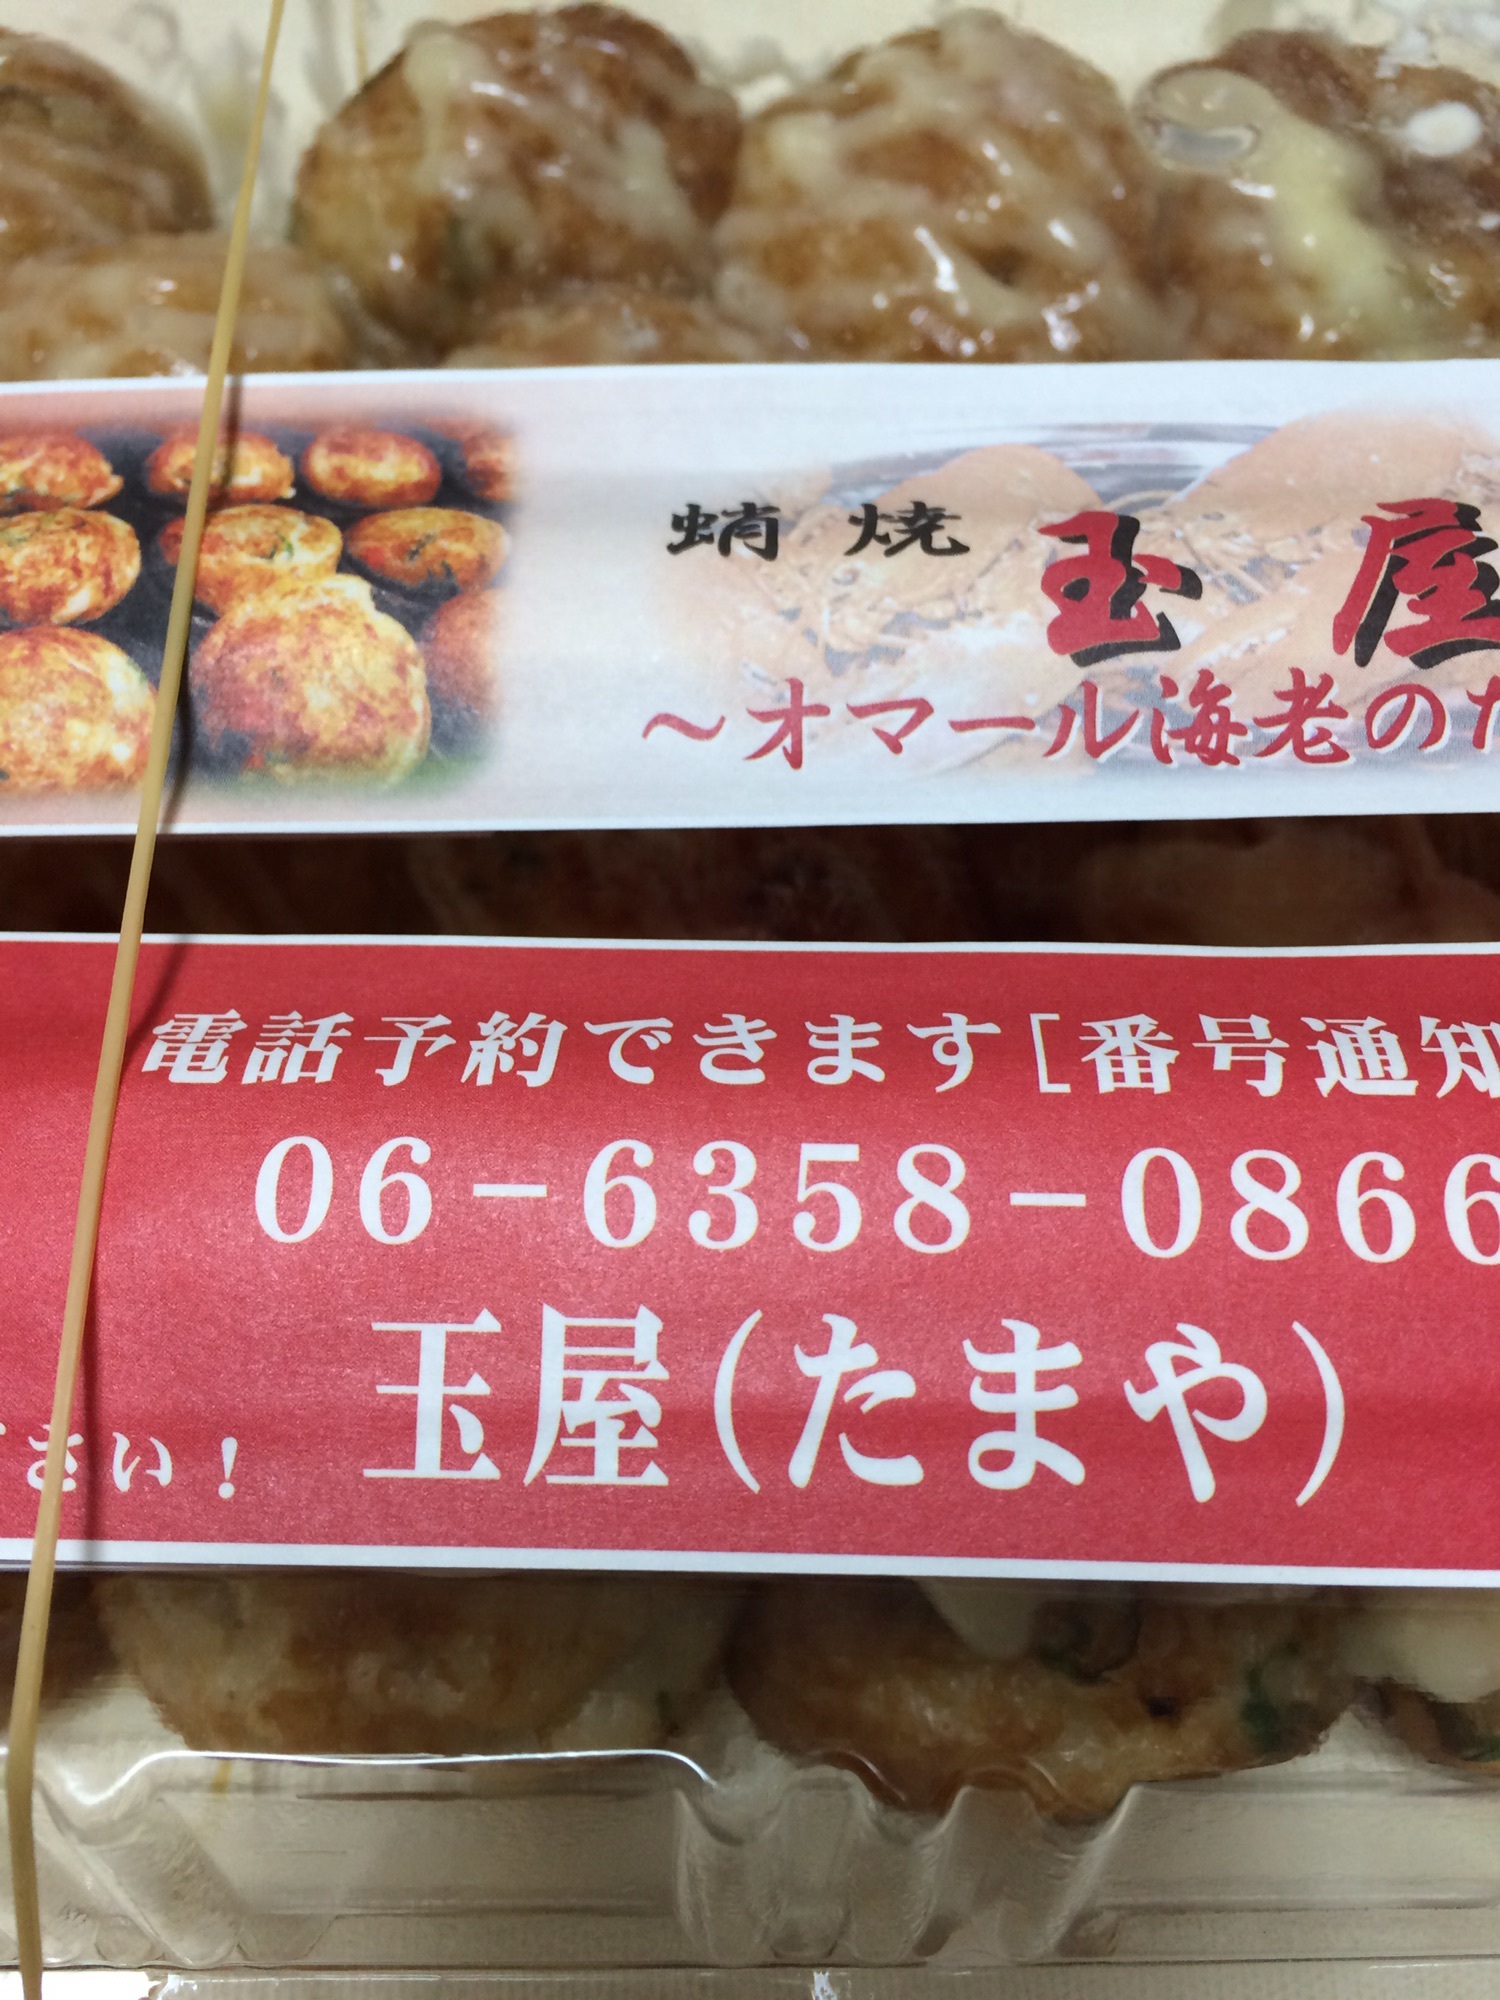 蛸焼 玉屋
～オマール海老の
電話予約できます[番号通知
06-6358-0866
さい！ 玉屋(たまや)